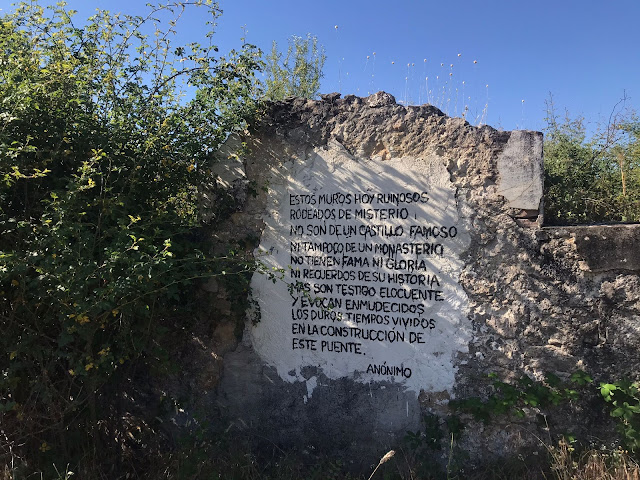 ESTOS MUROS HOY RUINOSOS
RODEADOS DE MISTERIO
NO SON DE UN CASTILLO FAMOSO
NI TAMPOCO DE UN MONASTERIO
NO TIENEN FAMA NI GLORIA
NI RECUERDOS DE SU HISTORIA
MAS SON TESTIGO ELOCUENTE
Y EVOCAN ENMUDECIDOS
LOS DUROS TIEMPOS VIVIDOS
EN LA CONSTRUCCIÓN DE
ESTE PUENTE.
ANÓNIMO